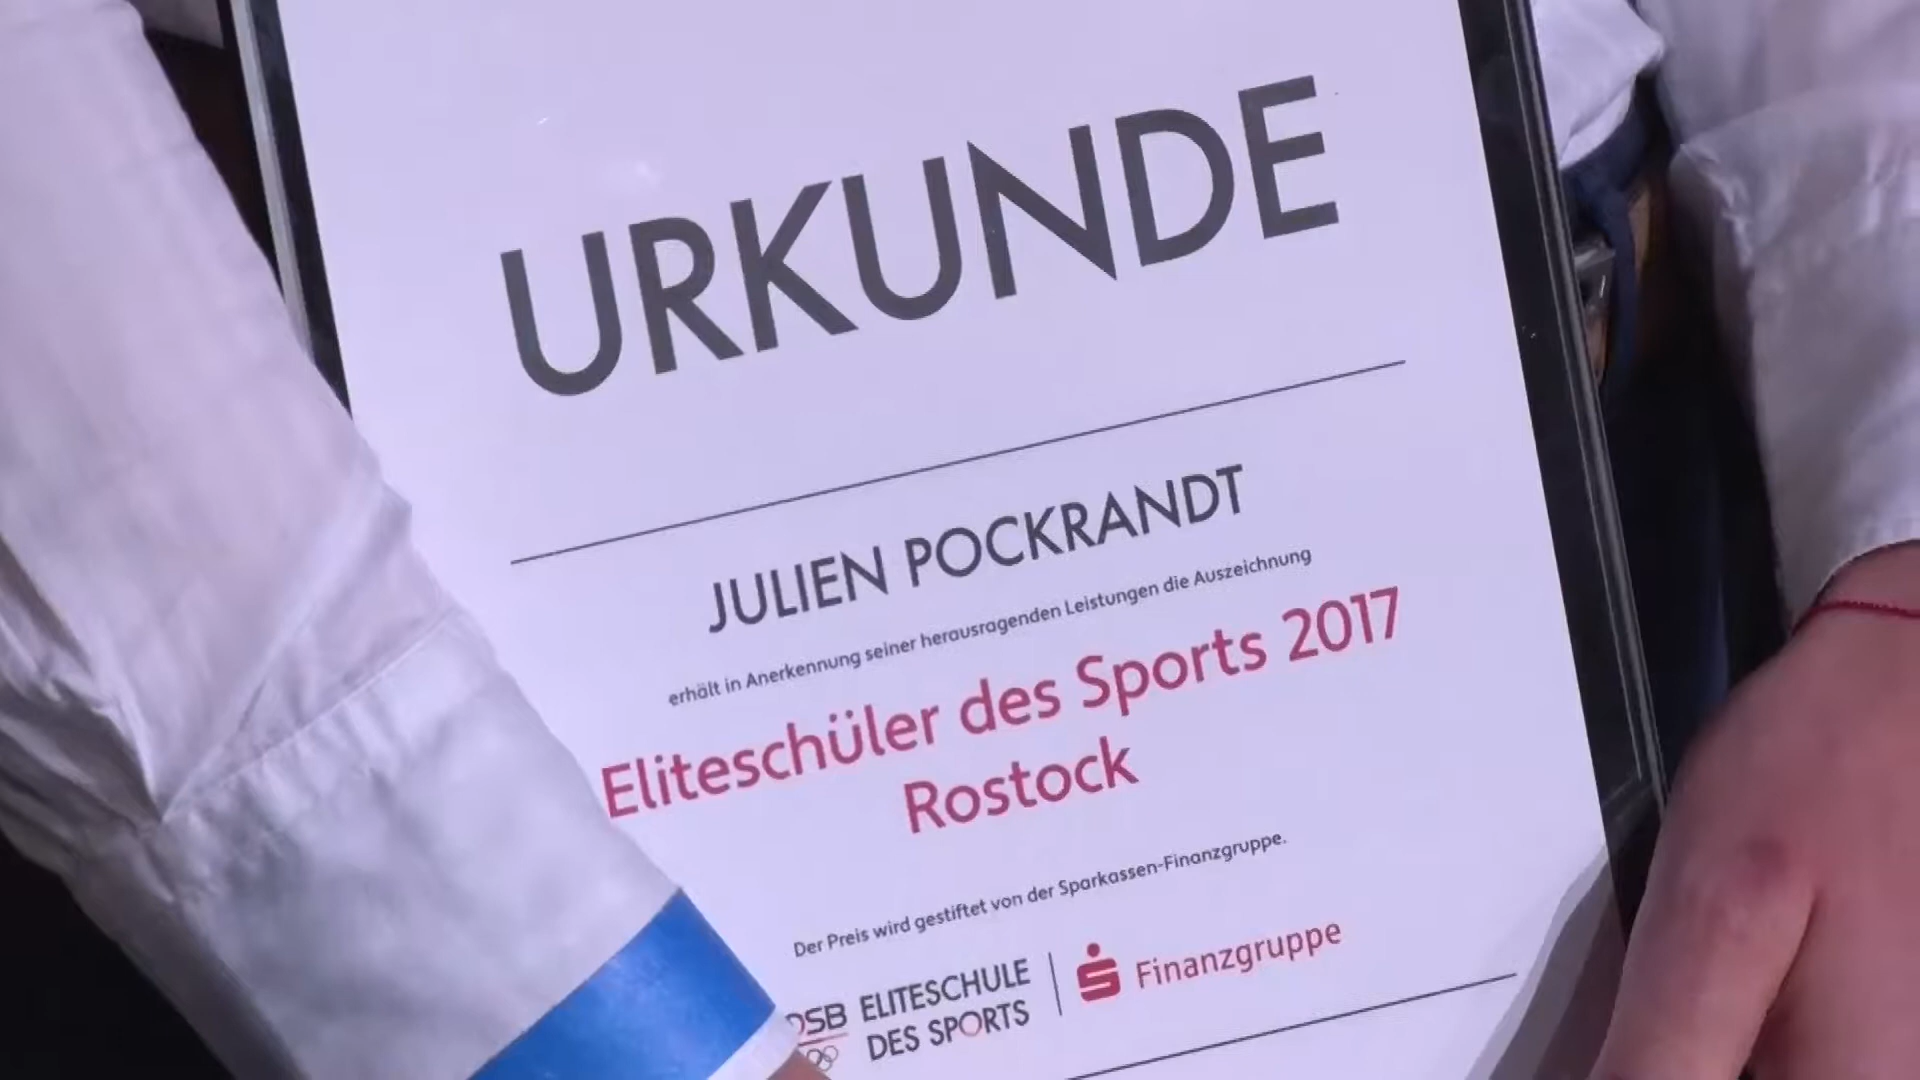 URKUNDE
JULIEN POCKRANDT
erhält in Anerkennung seiner herausragenden Leistungen die Auszeichnung
Eliteschüler des Sports 2017
Rostock
Der Preis wird gestiftet von der Sparkassen-Finanzgruppe.
ELITESCHULE
DES SPORTS
Finanzgruppe